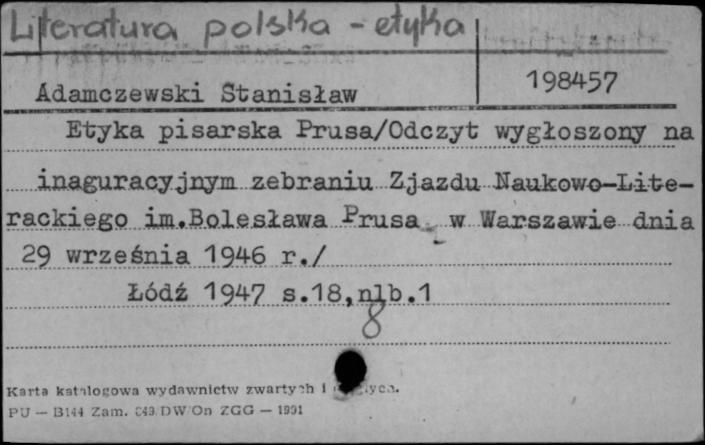 Literatura polska - etyka
198457
Adamczewski Stanisław
Etyka pisarska Prusa/Odczyt wygłoszony na
inaguracyjnym zebraniu Zjazdu Naukowo-Lite-
rackiego im.Bolesława Prusa w Warszawie dnia
29 września 1946 r./
Łódź 1947 s.18,nlb.1
8
Karta katalogowa wydawnictw zwartych i
PU — B144 Zam. DW/On ZGG — 1991